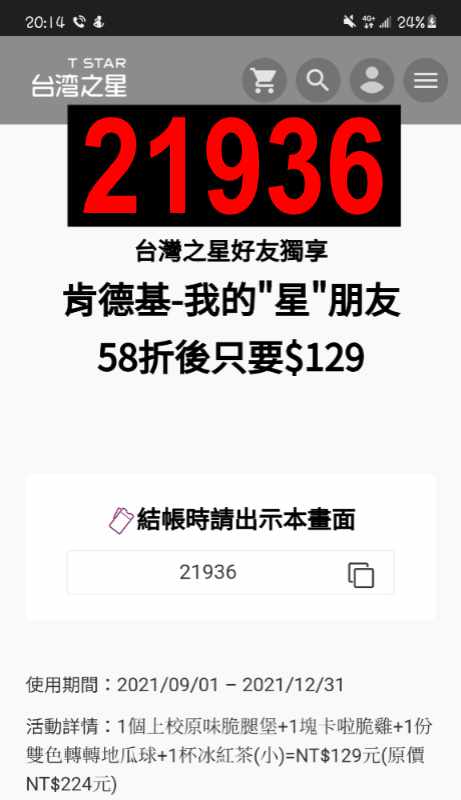 20:14 4G+ 24%
T STAR
台灣之星
21936
台灣之星好友獨享
肯德基-我的"星"朋友
58折後只要$129
結帳時請出示本畫面
21936
使用期間：2021/09/01 – 2021/12/31
活動詳情：1個上校原味脆腿堡+1塊卡啦脆雞+1份
雙色轉轉地瓜球+1杯冰紅茶(小)=NT$129元(原價
NT$224元)